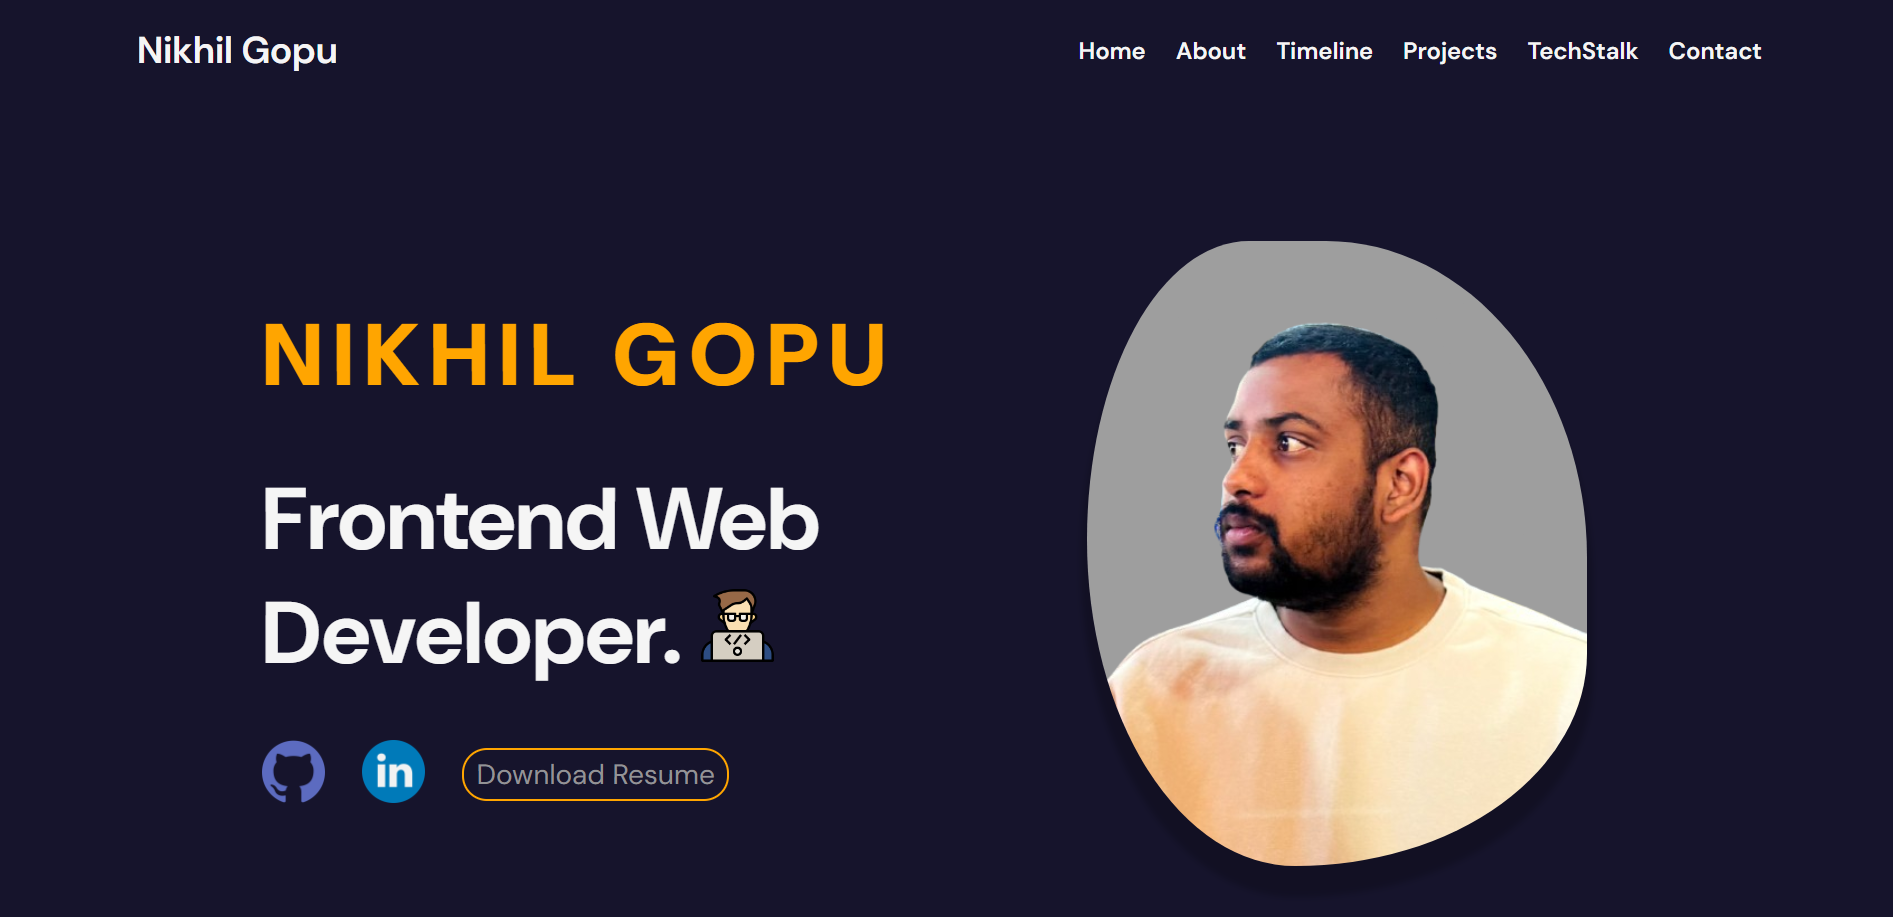 Nikhil Gopu
Home About Timeline Projects TechStalk Contact
NIKHIL GOPU
Frontend Web
Developer.
in
Download Resume